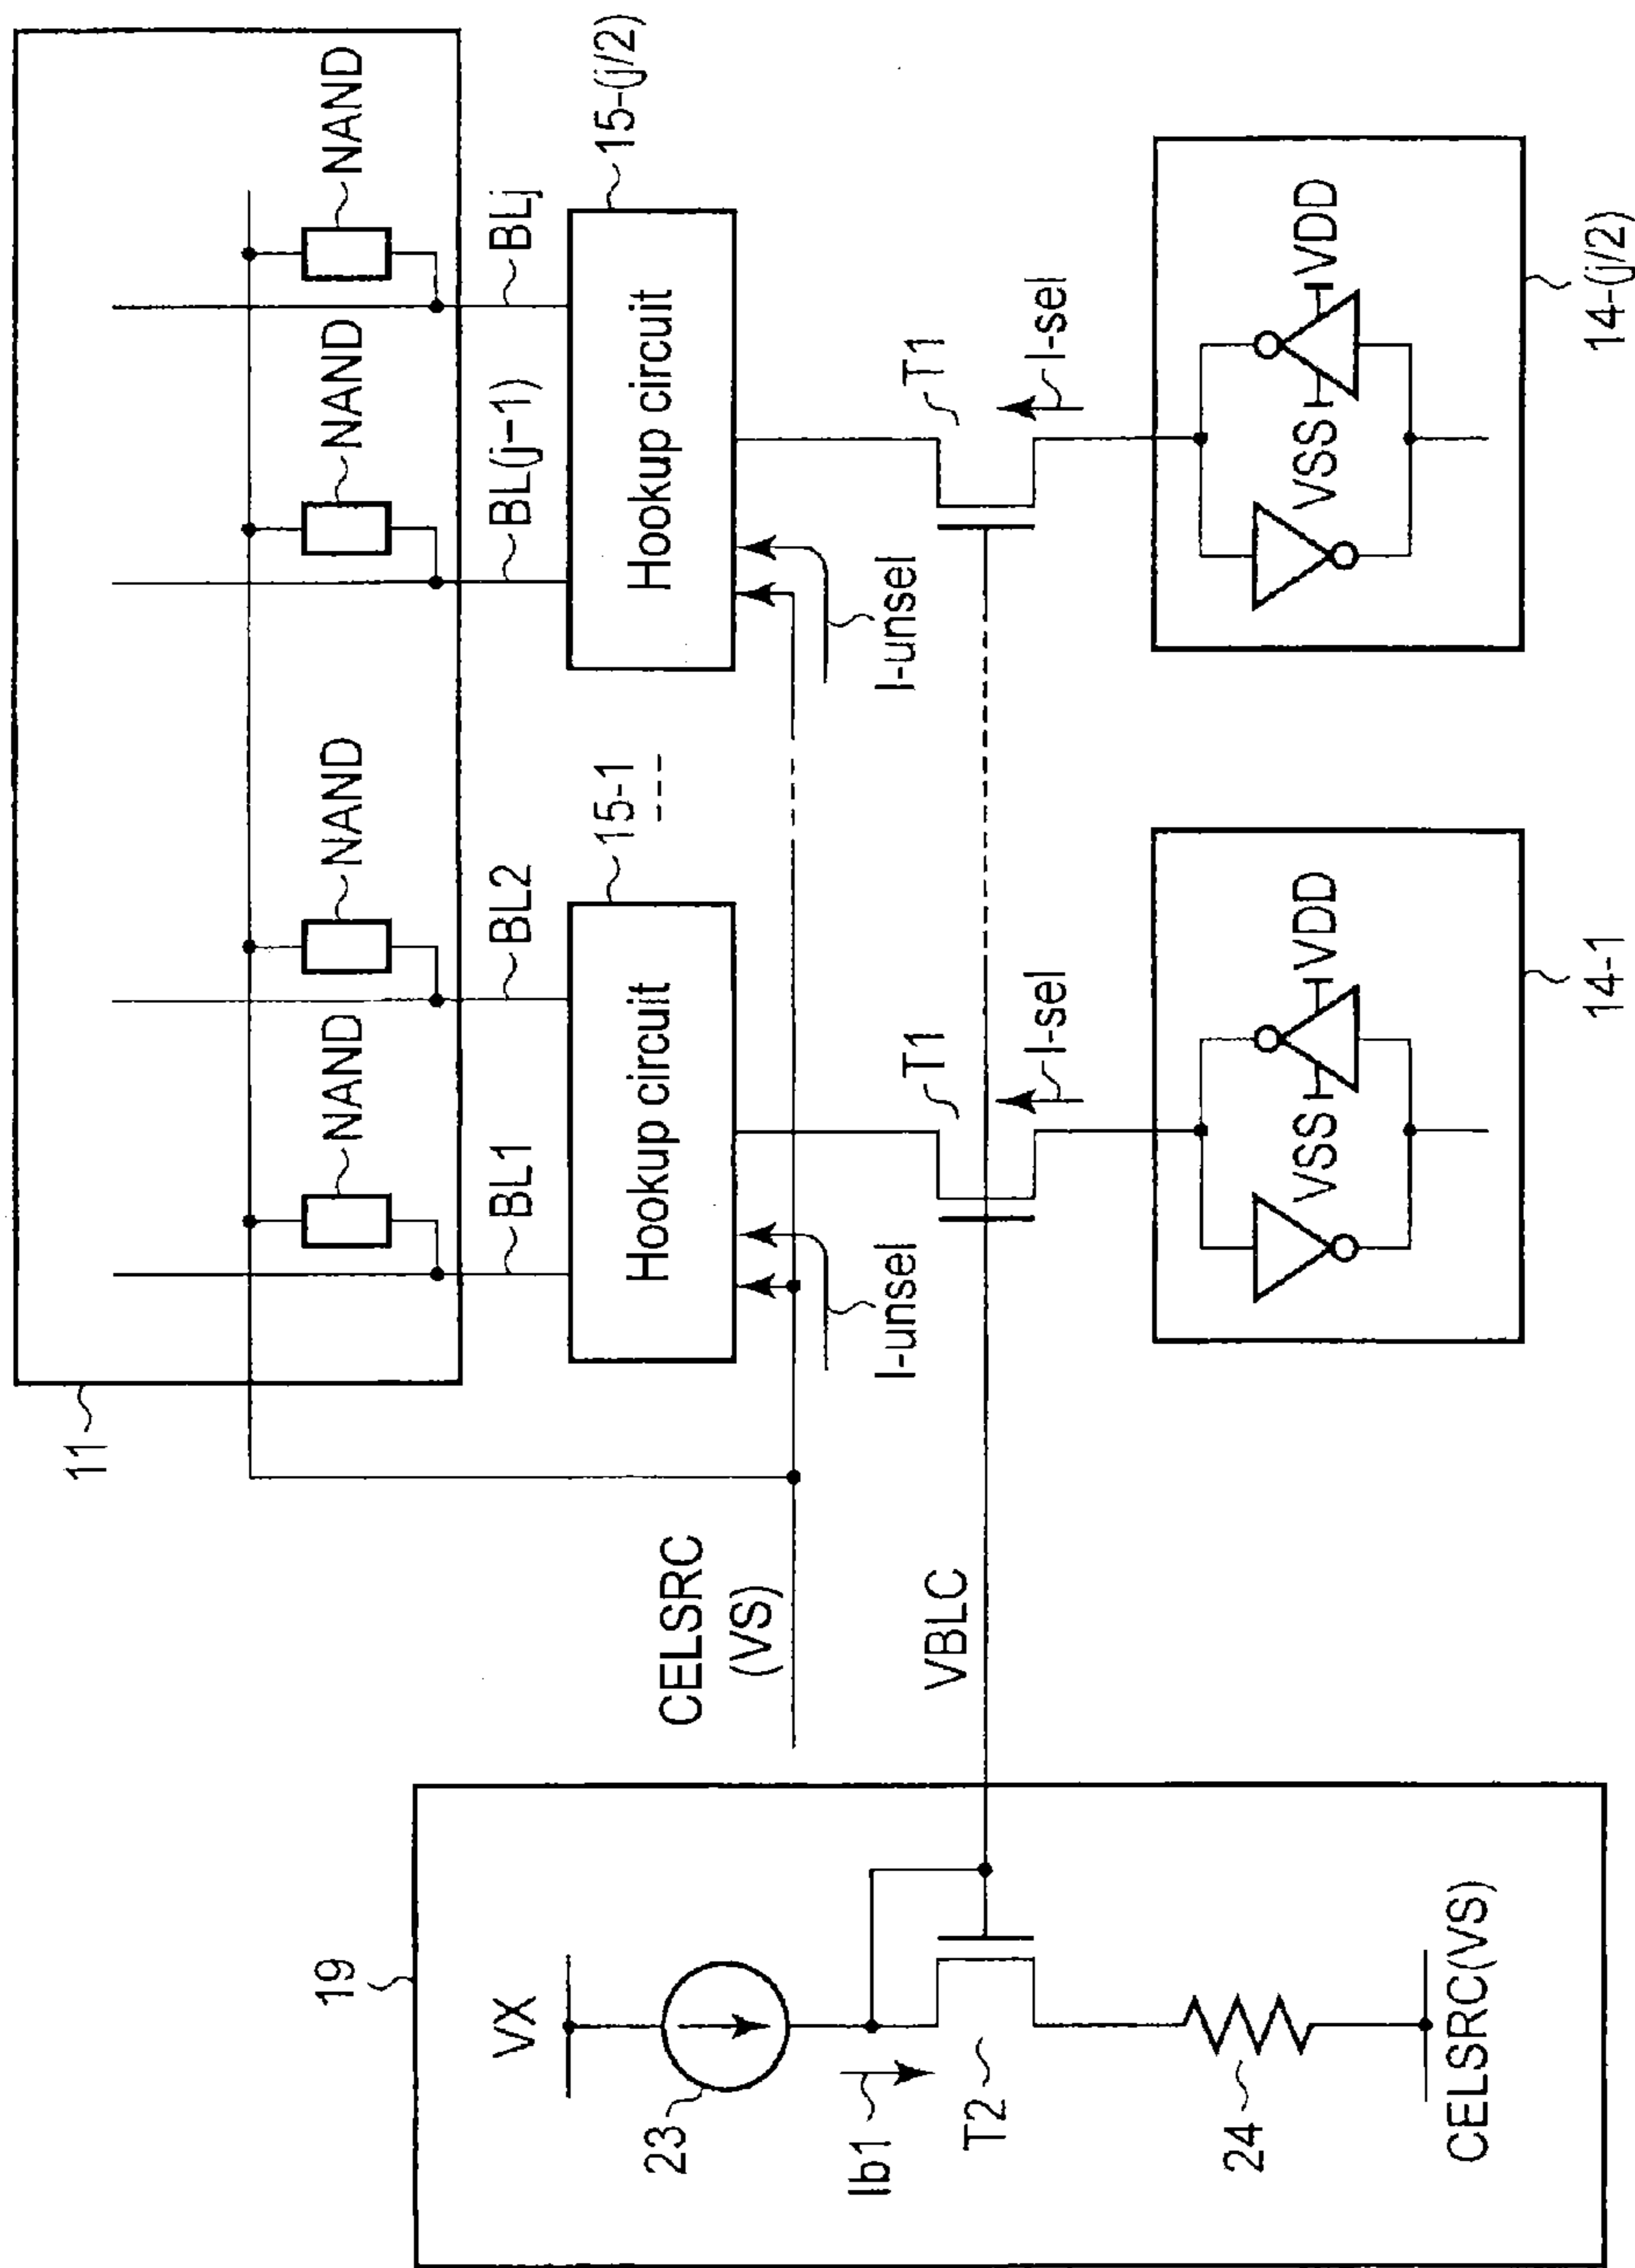 11
NAND
NAND
NAND
NAND
BL1
BL2
BL(j-1)
BLj
15-1
15-(j/2)
Hookup circuit
Hookup circuit
CELSRC
(VS)
I-unsel
I-unsel
VBLC
T1
T1
I-sel
I-sel
VSS
VDD
VSS
VDD
14-1
14-(j/2)
19
VX
23
Ib1
T2
24
CELSRC(VS)